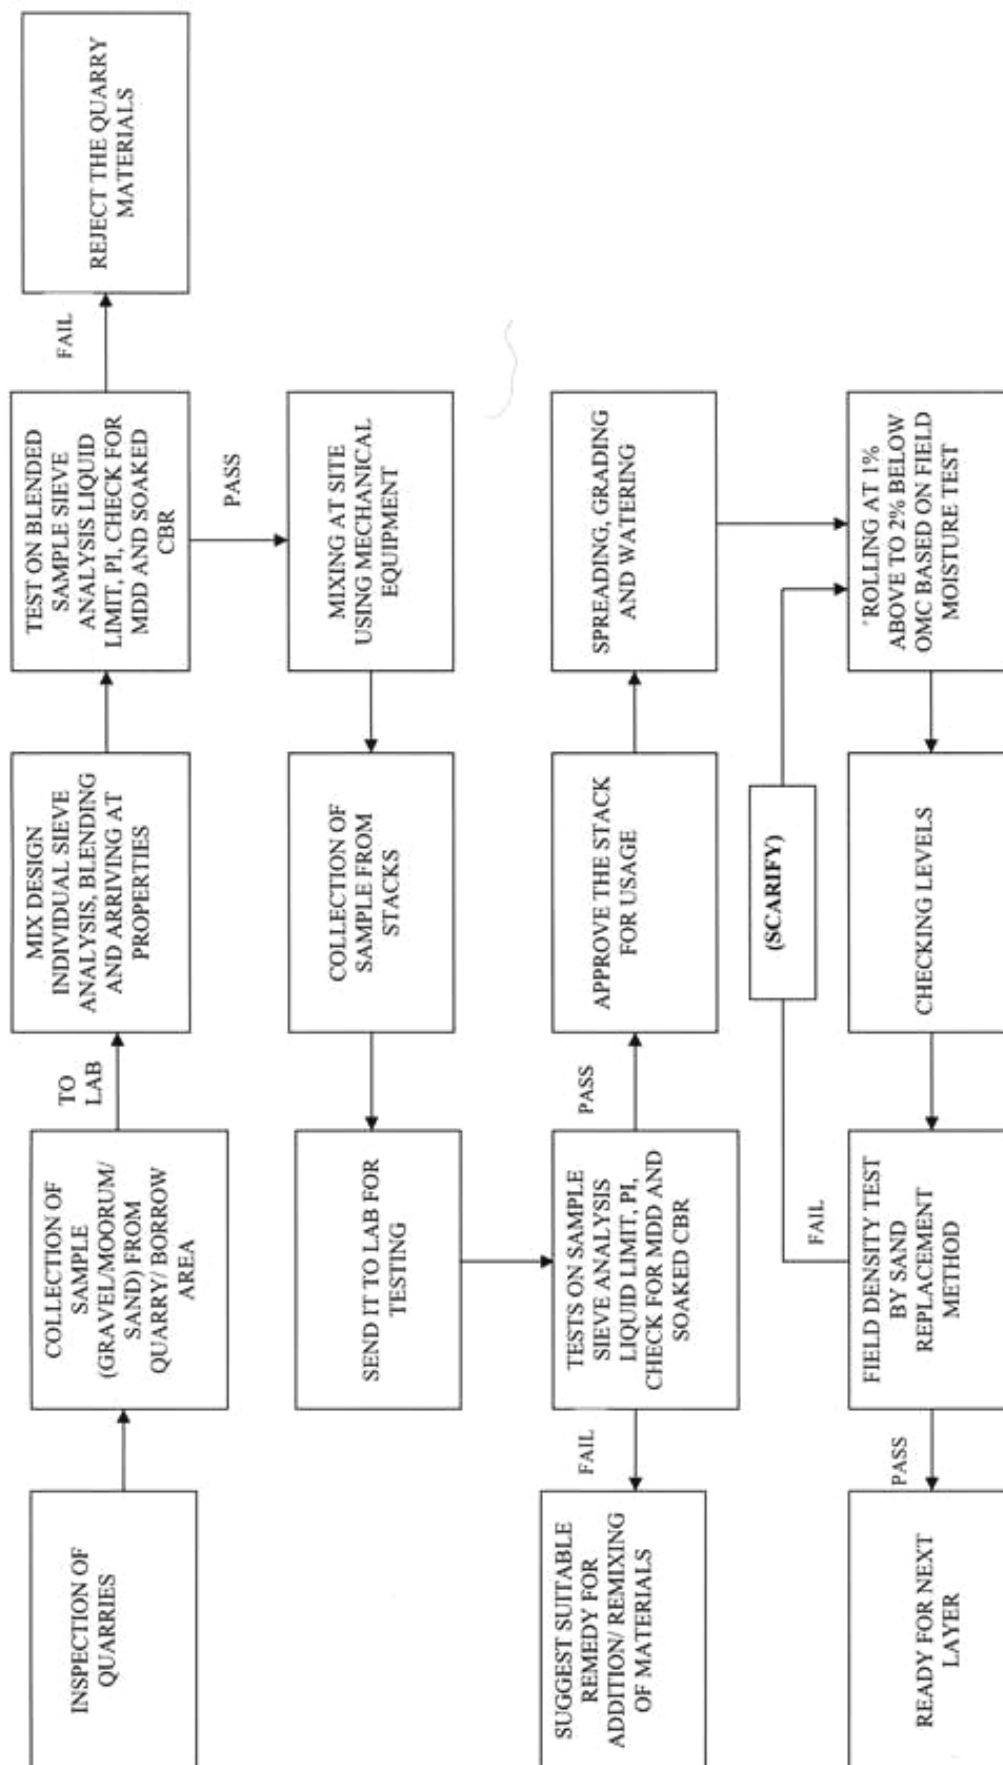 INSPECTION OF
QUARRIES
COLLECTION OF
SAMPLE
(GRAVEL/MOORUM/
SAND) FROM
QUARRY/ BORROW
AREA
TO
LAB
MIX DESIGN
INDIVIDUAL SIEVE
ANALYSIS, BLENDING
AND ARRIVING AT
PROPERTIES
TEST ON BLENDED
SAMPLE SIEVE
ANALYSIS LIQUID
LIMIT, PI, CHECK FOR
MDD AND SOAKED
CBR
FAIL
REJECT THE QUARRY
MATERIALS
PASS
MIXING AT SITE
USING MECHANICAL
EQUIPMENT
COLLECTION OF
SAMPLE FROM
STACKS
SEND IT TO LAB FOR
TESTING
TESTS ON SAMPLE
SIEVE ANALYSIS
LIQUID LIMIT, PI,
CHECK FOR MDD AND
SOAKED CBR
FAIL
SUGGEST SUITABLE
REMEDY FOR
ADDITION/ REMIXING
OF MATERIALS
PASS
APPROVE THE STACK
FOR USAGE
SPREADING, GRADING
AND WATERING
ROLLING AT 1%
ABOVE TO 2% BELOW
OMC BASED ON FIELD
MOISTURE TEST
CHECKING LEVELS
FIELD DENSITY TEST
BY SAND
REPLACEMENT
METHOD
FAIL
(SCARIFY)
PASS
READY FOR NEXT
LAYER